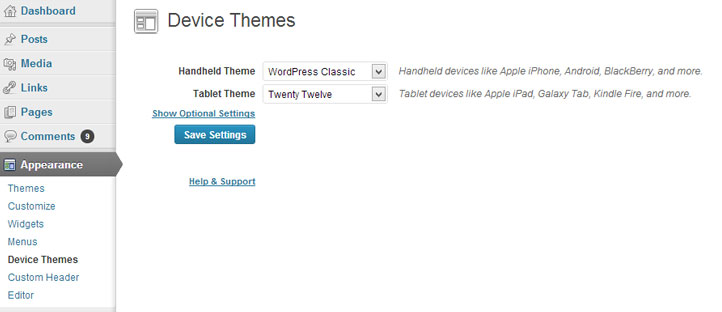 Dashboard
Posts
Media
Links
Pages
Comments 9
Appearance
Themes
Customize
Widgets
Menus
Device Themes
Custom Header
Editor
Device Themes
Handheld Theme WordPress Classic Handheld devices like Apple iPhone, Android, BlackBerry, and more.
Tablet Theme Twenty Twelve Tablet devices like Apple iPad, Galaxy Tab, Kindle Fire, and more.
Show Optional Settings
Save Settings
Help & Support